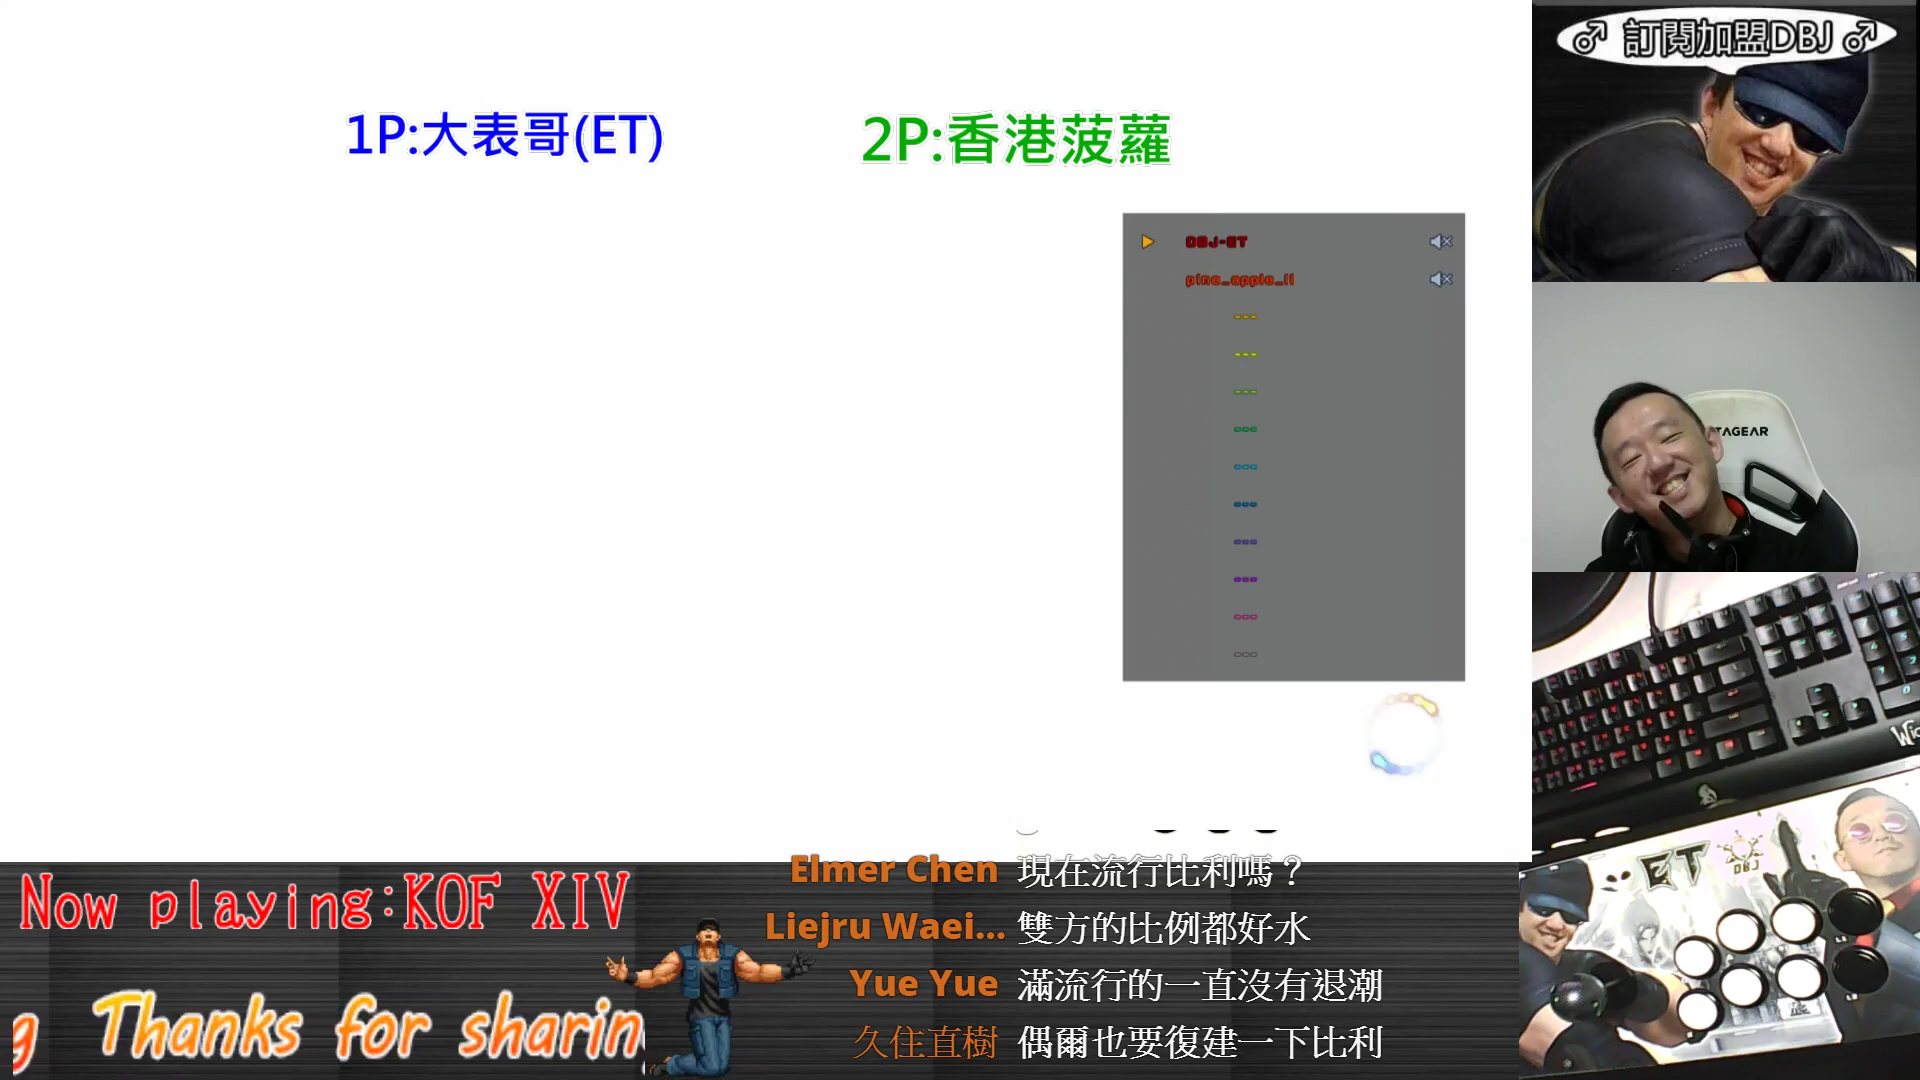 ♂ 訂閱加盟DBJ ♂
1P:大表哥(ET)
2P:香港菠蘿
DBJ-ET
pine_apple_ii
---
---
---
---
---
---
---
---
---
---
TAGEAR
ET
DBJ
Elmer Chen 現在流行比利嗎？
Liejru Waei... 雙方的比例都好水
Yue Yue 滿流行的一直沒有退潮
久住直樹 偶爾也要復建一下比利
Now playing:KOF XIV
g Thanks for sharin